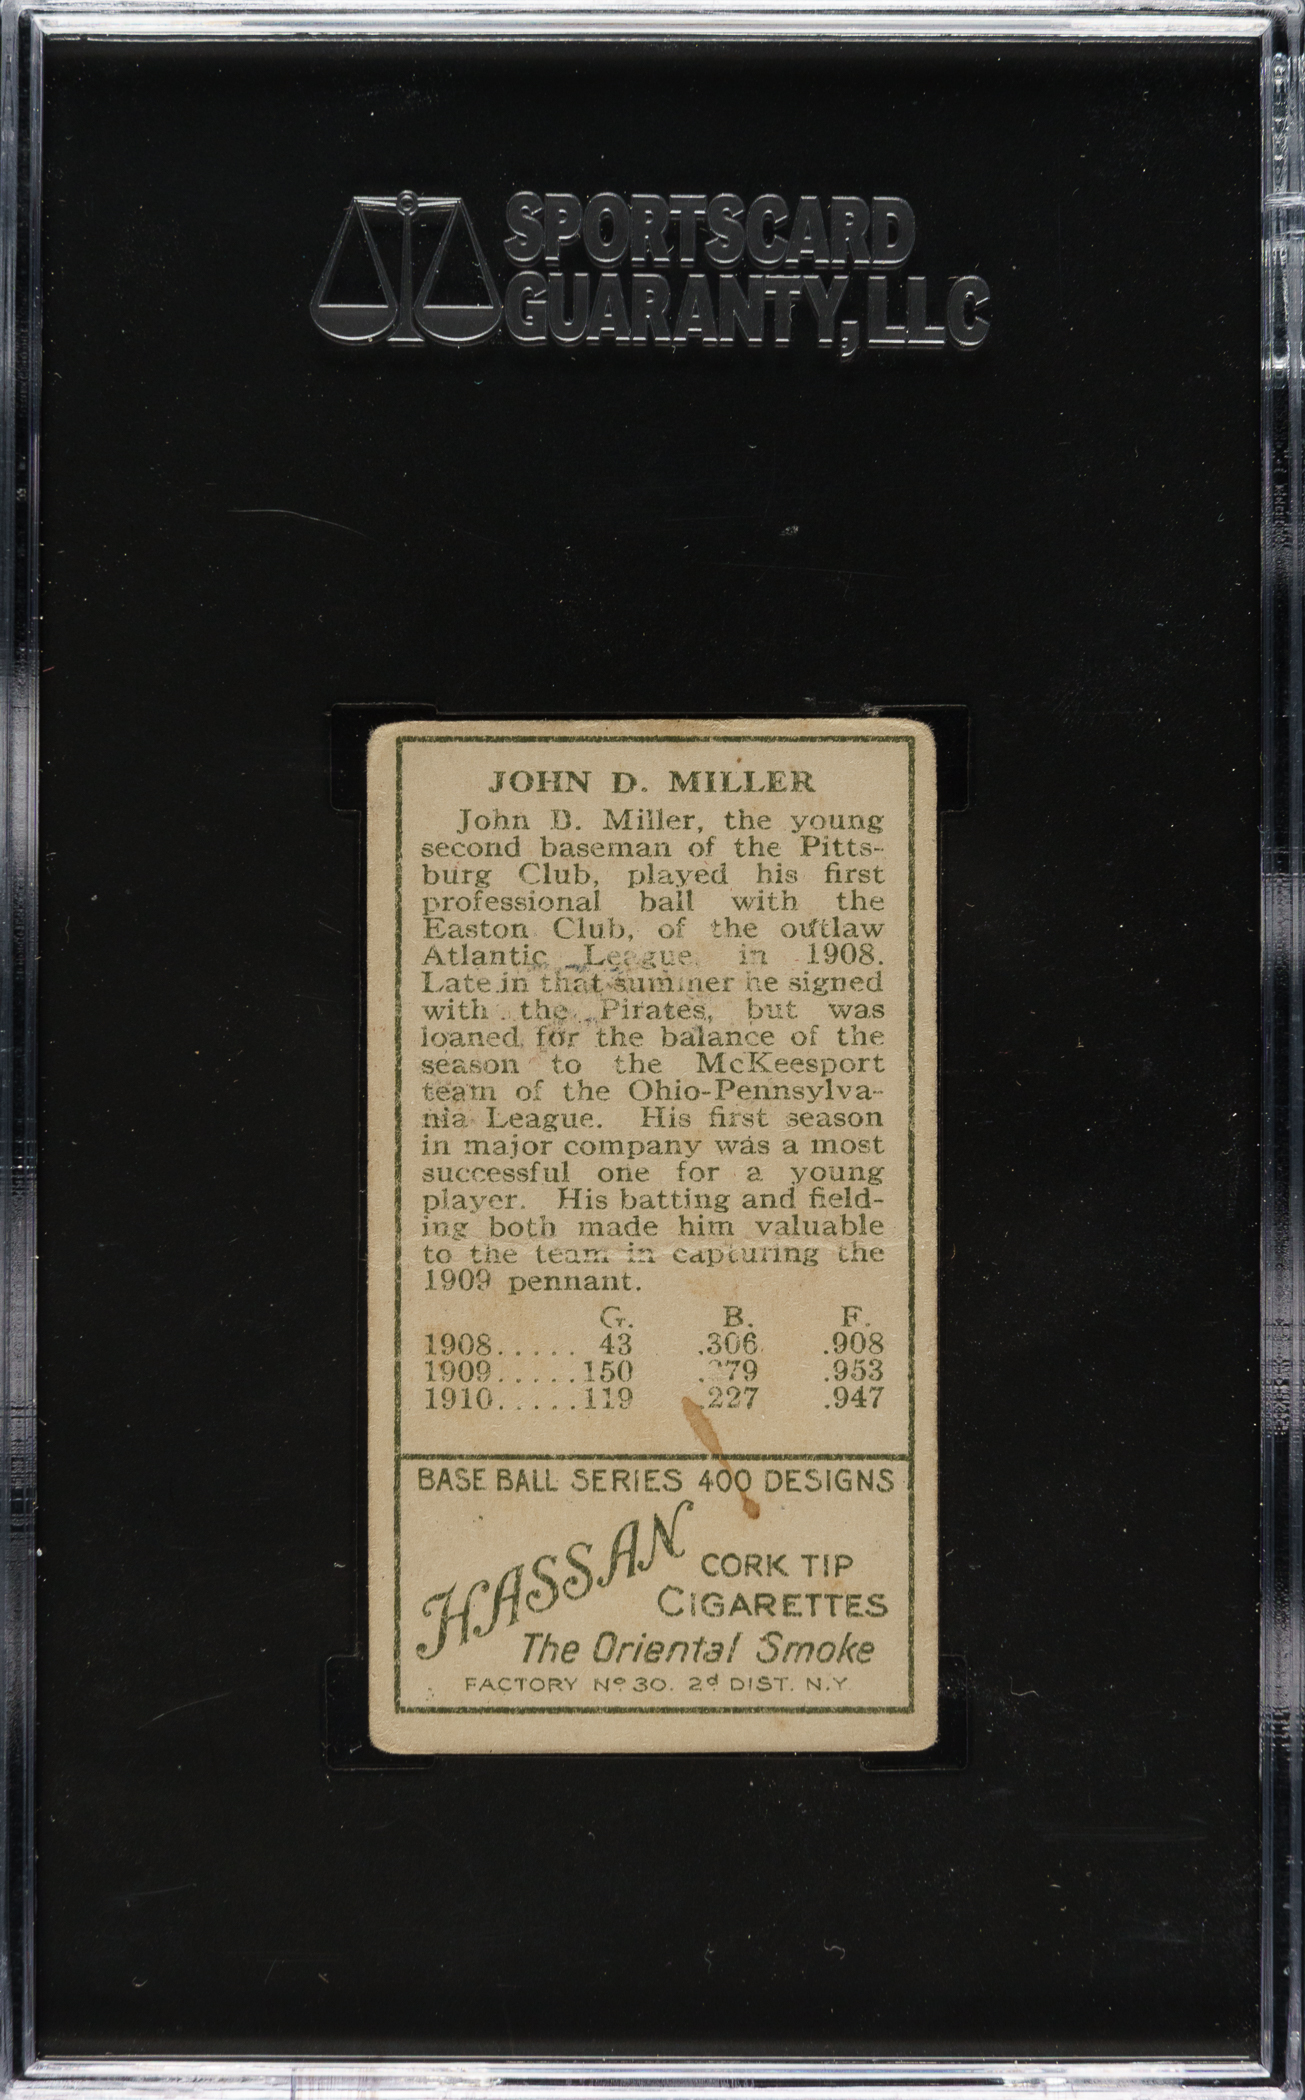 SPORTSCARD
GUARANTY, LLC
JOHN D. MILLER
John D. Miller, the young
second baseman of the Pitts-
burg Club, played his first
professional ball with the
Easton Club, of the outlaw
Atlantic League in 1908.
Late in that summer he signed
with the Pirates, but was
loaned for the balance of the
season to the McKeesport
team of the Ohio-Pennsylva-
nia League. His first season
in major company was a most
successful one for a young
player. His batting and field-
ing both made him valuable
to the team in capturing the
1909 pennant.
G. B. F.
1908..... 43 .306 .908
1909.....150 .279 .953
1910.....119 .227 .947
BASE BALL SERIES 400 DESIGNS
HASSAN CORK TIP
CIGARETTES
The Oriental Smoke
FACTORY Nº 30. 2d DIST. N.Y.